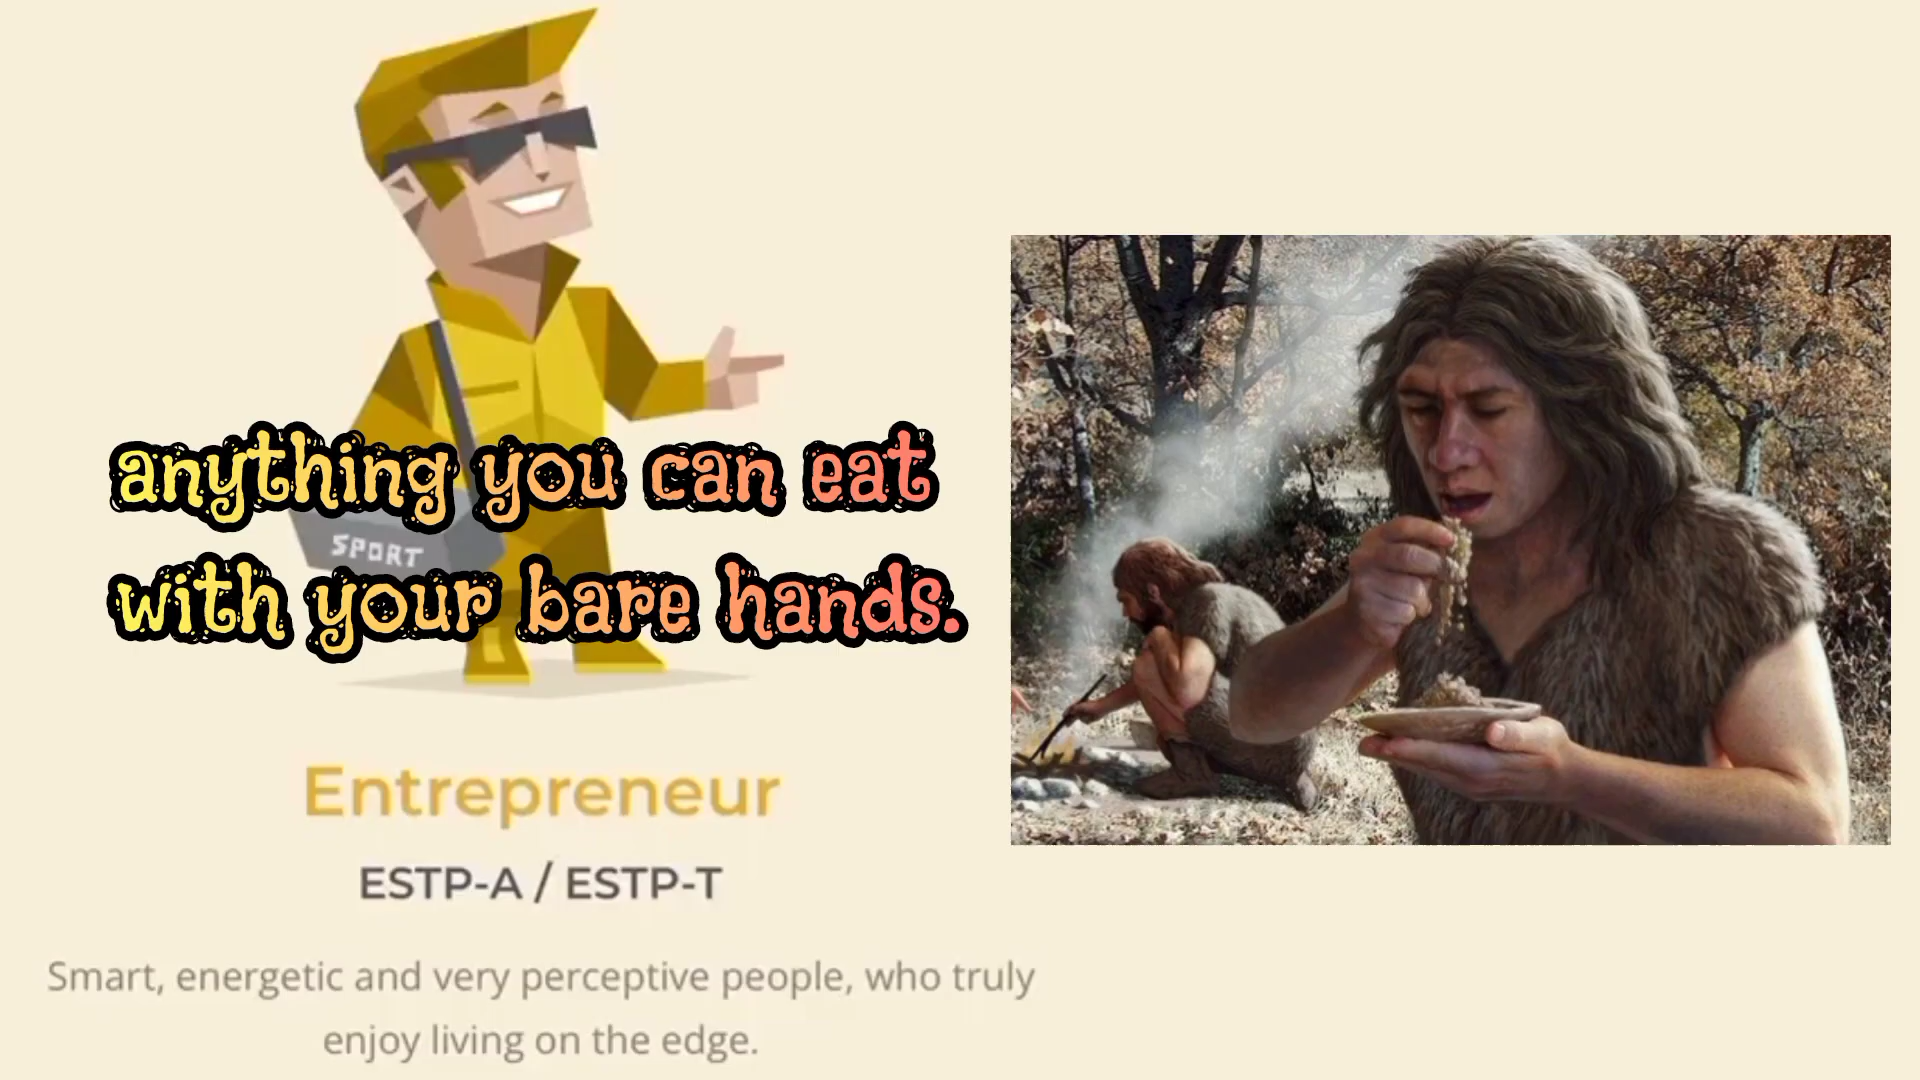 anything you can eat
SPORT
with your bare hands.
Entrepreneur
ESTP-A / ESTP-T
Smart, energetic and very perceptive people, who truly
enjoy living on the edge.